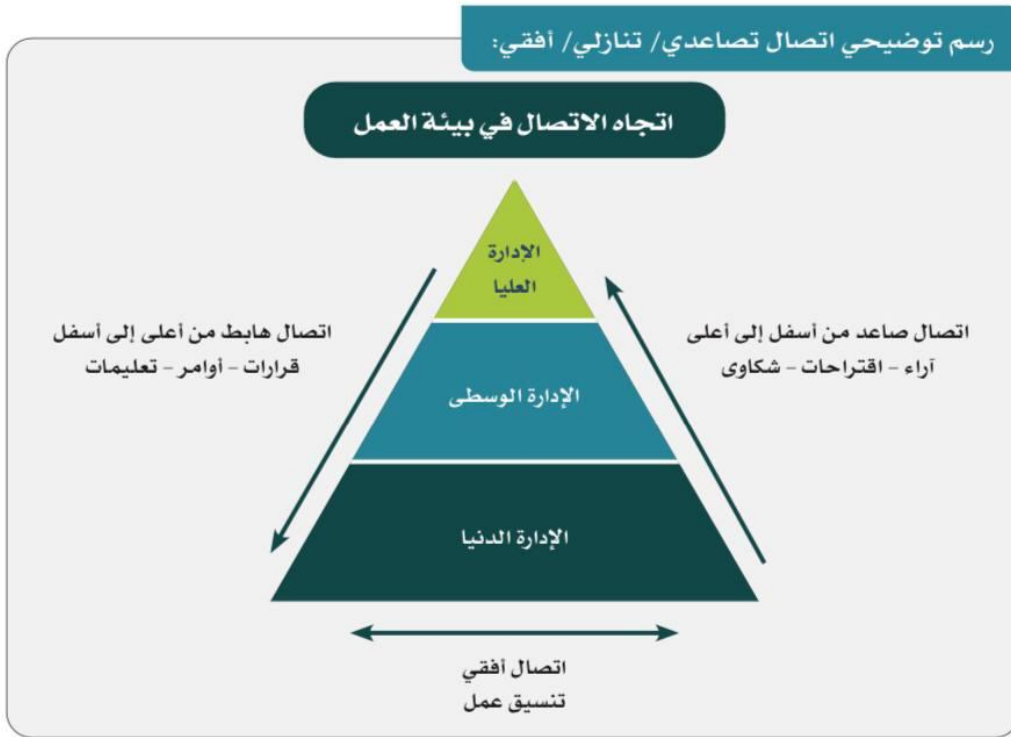 رسم توضيحي اتصال تصاعدي/ تنازلي/ أفقي:
اتجاه الاتصال في بيئة العمل
الإدارة
العليا
اتصال صاعد من أسفل إلى أعلى
آراء - اقتراحات - شكاوى
اتصال هابط من أعلى إلى أسفل
قرارات - أوامر - تعليمات
الإدارة الوسطى
الإدارة الدنيا
اتصال أفقي
تنسيق عمل